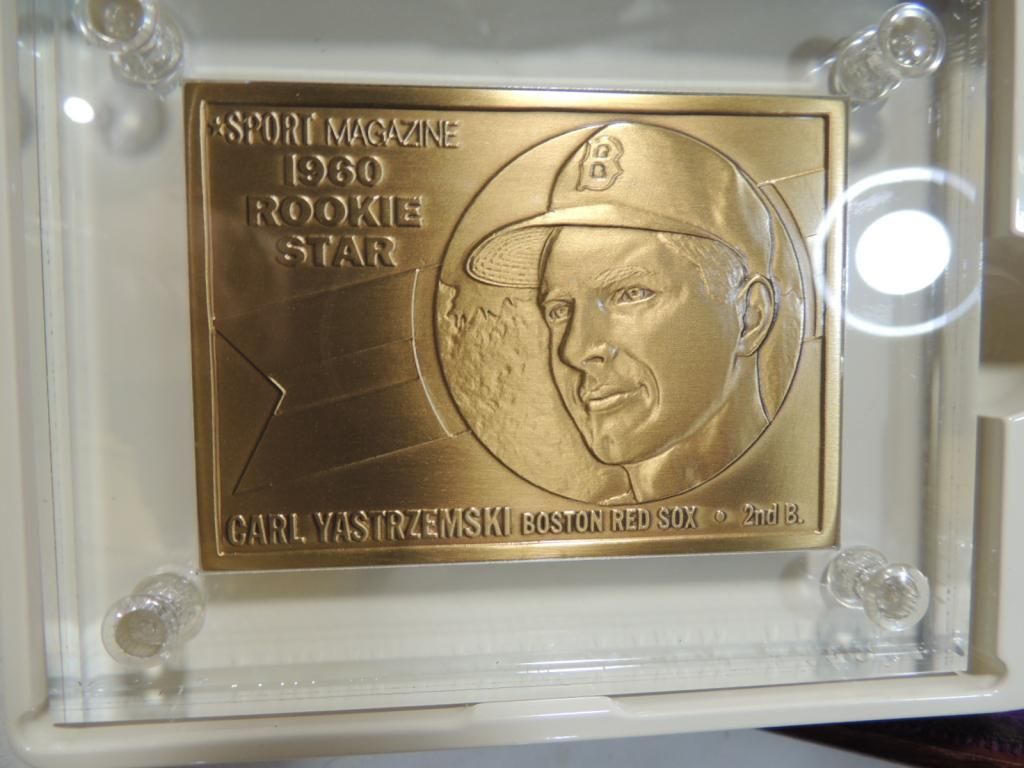 ★SPORT MAGAZINE
1960
ROOKIE
STAR
B
CARL YASTRZEMSKI BOSTON RED SOX • 2nd B.